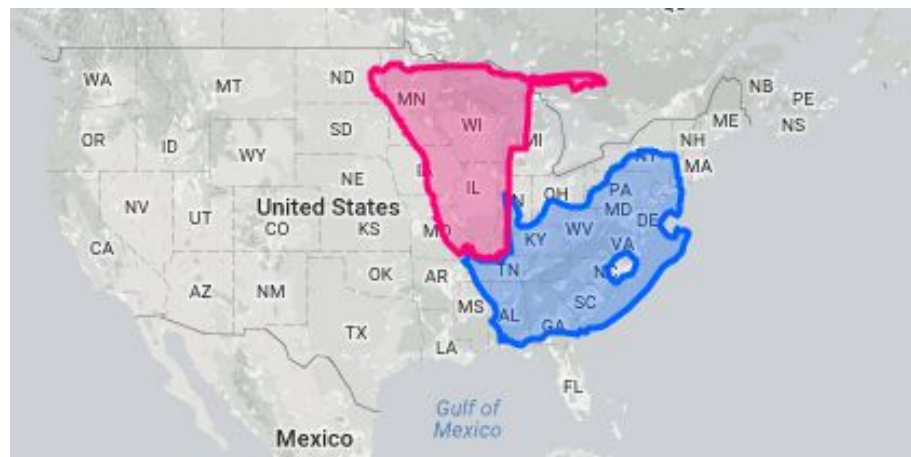 WA
MT
ND
MN
NB
PE
ME
NS
OR
ID
SD
WI
MI
NH
NY
MA
WY
NE
IL
OH
PA
MD
DE
NV
UT
United States
CO
KS
MO
KY
WV
VA
CA
OK
TN
NC
AZ
NM
AR
MS
SC
AL
GA
TX
LA
FL
Gulf of
Mexico
Mexico